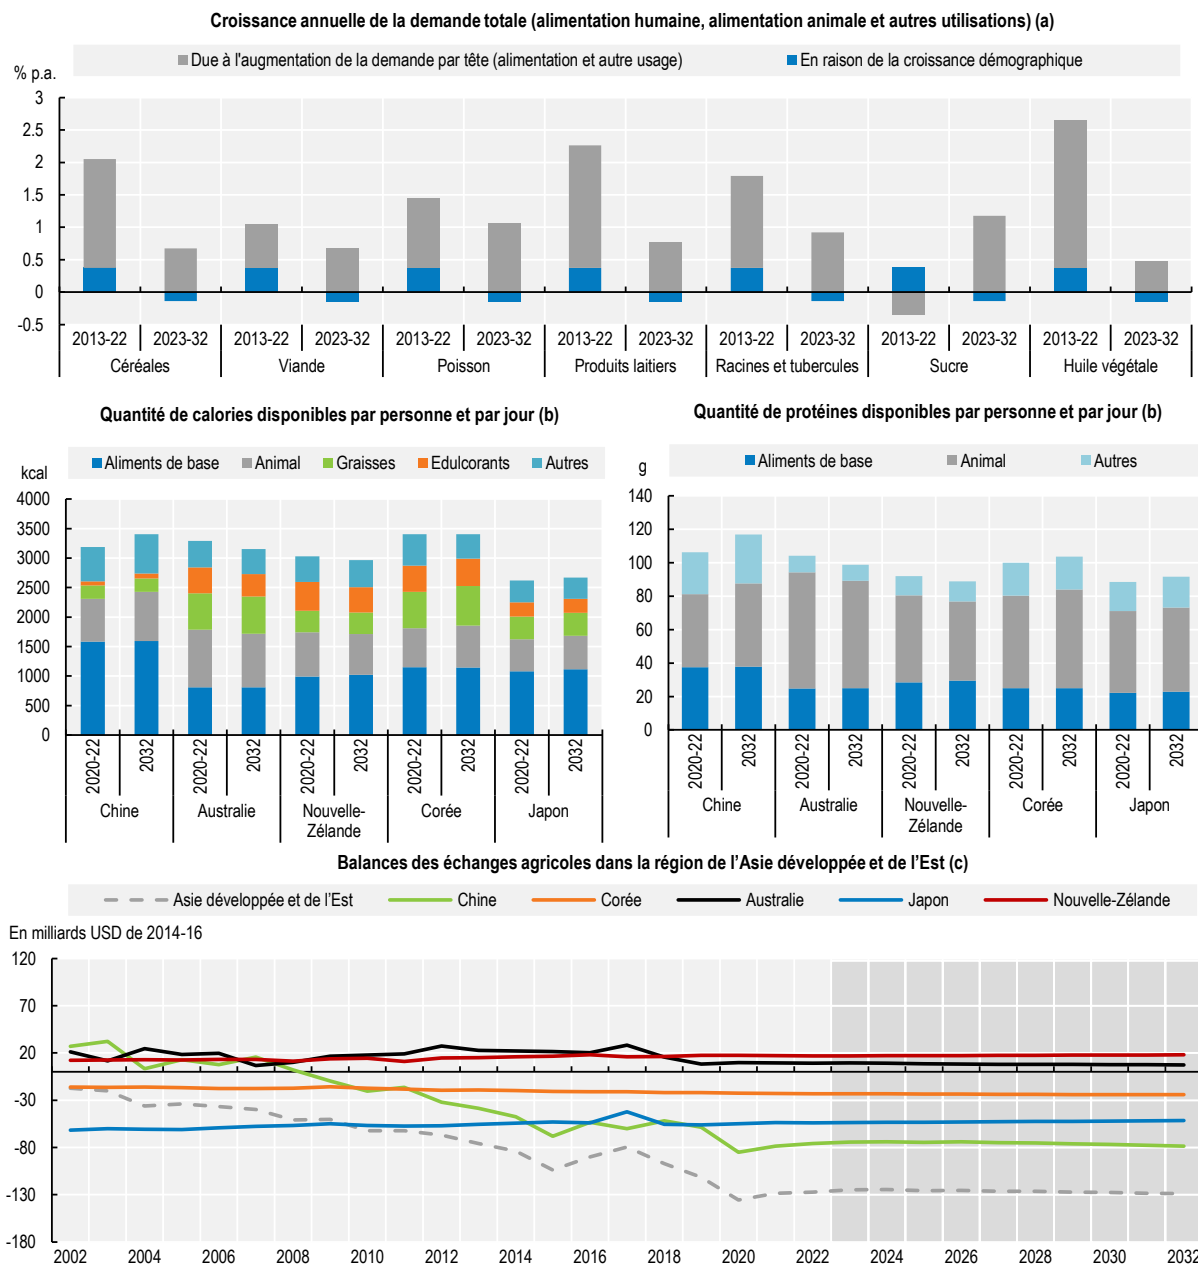 Croissance annuelle de la demande totale (alimentation humaine, alimentation animale et autres utilisations) (a)
Due à l'augmentation de la demande par tête (alimentation et autre usage) En raison de la croissance démographique
% p.a.
3
2.5
2
1.5
1
0.5
0
-0.5
2013-22 2023-32 2013-22 2023-32 2013-22 2023-32 2013-22 2023-32 2013-22 2023-32 2013-22 2023-32 2013-22 2023-32
Céréales Viande Poisson Produits laitiers Racines et tubercules Sucre Huile végétale
Quantité de calories disponibles par personne et par jour (b)
Aliments de base Animal Graisses Edulcorants Autres
kcal
4000
3500
3000
2500
2000
1500
1000
500
0
2020-22 2032 2020-22 2032 2020-22 2032 2020-22 2032 2020-22 2032
Chine Australie Nouvelle-Zélande Corée Japon
Quantité de protéines disponibles par personne et par jour (b)
Aliments de base Animal Autres
g
140
120
100
80
60
40
20
0
2020-22 2032 2020-22 2032 2020-22 2032 2020-22 2032 2020-22 2032
Chine Australie Nouvelle-Zélande Corée Japon
Balances des échanges agricoles dans la région de l'Asie développée et de l'Est (c)
Asie développée et de l'Est Chine Corée Australie Japon Nouvelle-Zélande
En milliards USD de 2014-16
120
70
20
-30
-80
-130
-180
2002 2004 2006 2008 2010 2012 2014 2016 2018 2020 2022 2024 2026 2028 2030 2032